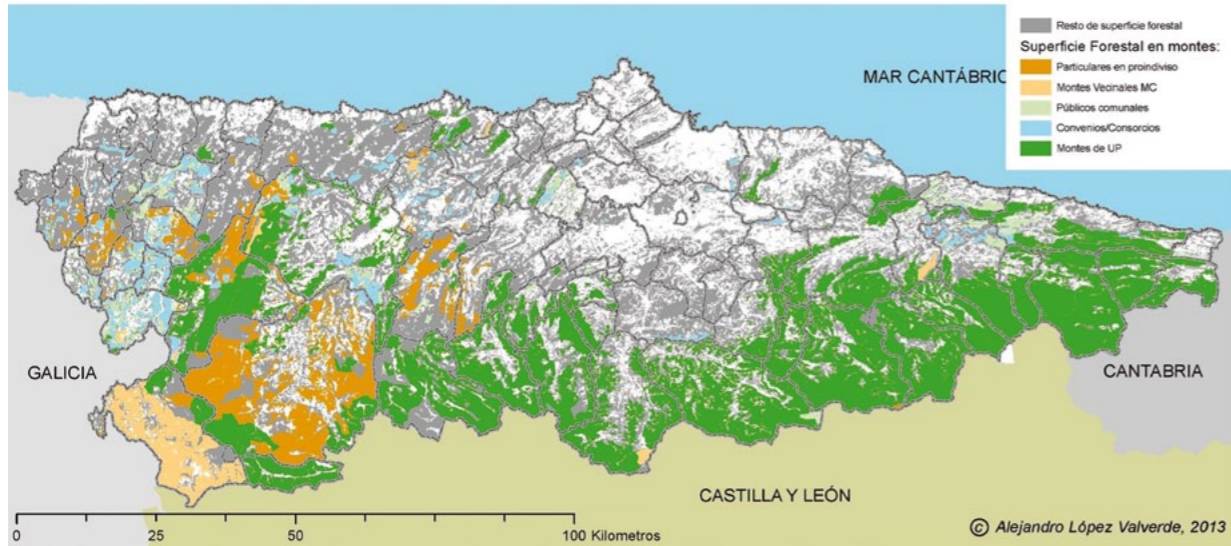 Resto de superficie forestal
Superficie Forestal en montes:
Particulares en proindiviso
Montes Vecinales MC
Públicos comunales
Convenios/Consorcios
Montes de UP
MAR CANTÁBRIC
GALICIA
CANTABRIA
CASTILLA Y LEÓN
0 25 50 100 Kilometros
© Alejandro López Valverde, 2013